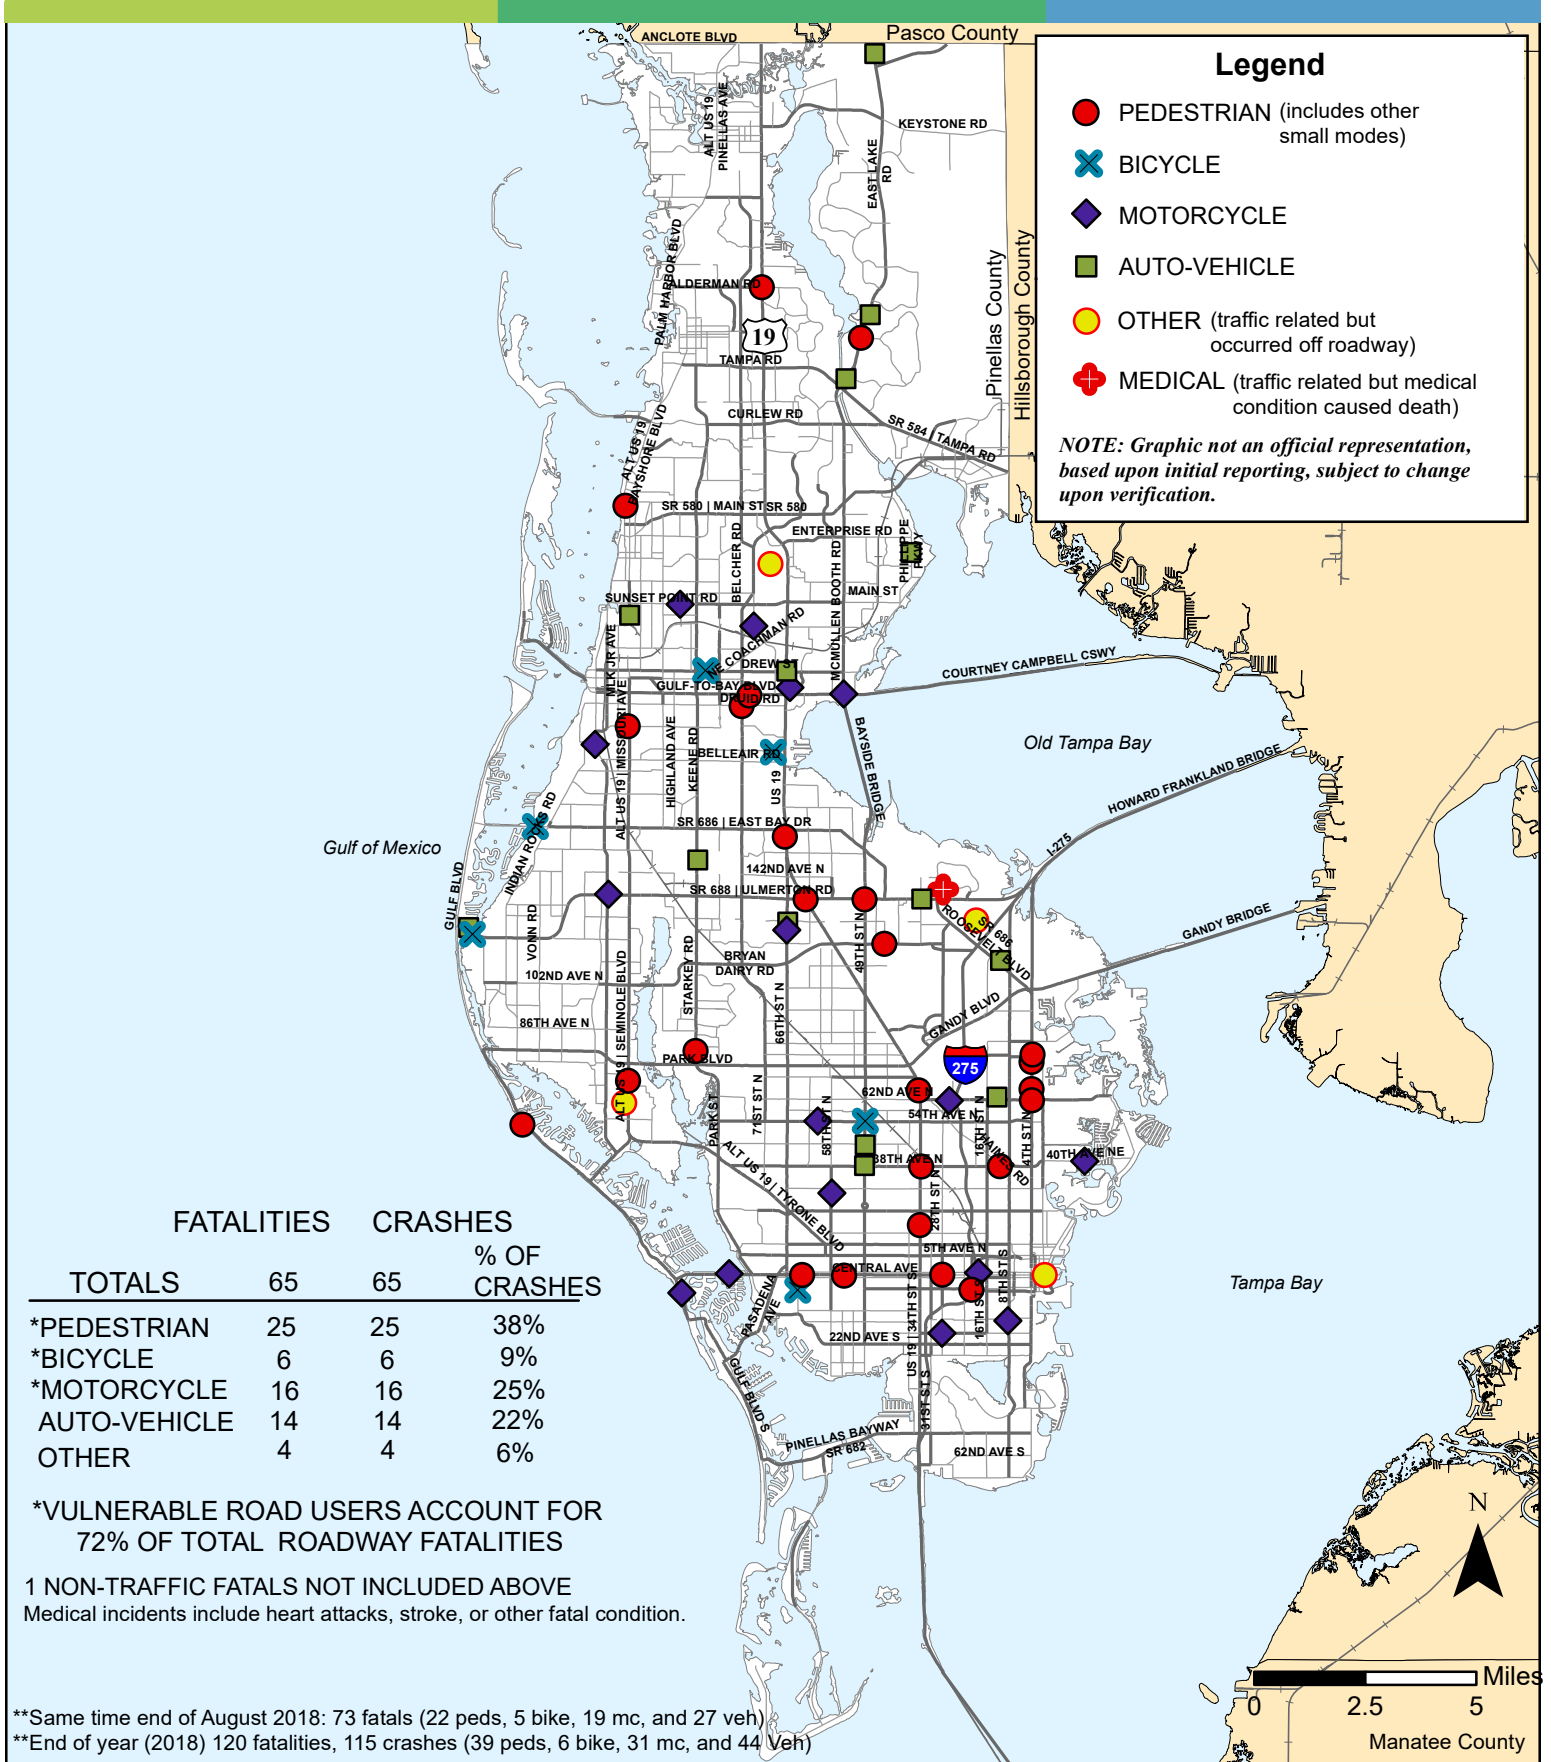 Pasco County
ANCLOTE BLVD
Legend
PEDESTRIAN (includes other
small modes)
BICYCLE
MOTORCYCLE
AUTO-VEHICLE
OTHER (traffic related but
occurred off roadway)
MEDICAL (traffic related but medical
condition caused death)
NOTE: Graphic not an official representation,
based upon initial reporting, subject to change
upon verification.
ALT US 19
PINELLAS AVE
KEYSTONE RD
EAST LAKE
RD
Pinellas County
Hillsborough County
PALM HARBOR BLVD
ALDERMAN RD
19
TAMPA RD
CURLEW RD
SR 584 | TAMPA RD
ALT US 19
BAYSHORE BLVD
SR 580 | MAIN ST
SR 580
ENTERPRISE RD
PHILIPPE
PKWY
BELCHER RD
MCMULLEN BOOTH RD
MAIN ST
SUNSET POINT RD
NE COACHMAN RD
MLK JR AVE
DREW ST
GULF-TO-BAY BLVD
DRUID RD
COURTNEY CAMPBELL CSWY
ALT US 19 | MISSOURI AVE
HIGHLAND AVE
KEENE RD
BELLEAIR RD
US 19
BAYSIDE BRIDGE
Old Tampa Bay
HOWARD FRANKLAND BRIDGE
I-275
Gulf of Mexico
INDIAN ROCKS RD
SR 686 | EAST BAY DR
142ND AVE N
SR 688 | ULMERTON RD
GULF BLVD
VONN RD
49TH ST N
SR 686
ROOSEVELT BLVD
GANDY BRIDGE
BRYAN
DAIRY RD
102ND AVE N
STARKEY RD
66TH ST N
GANDY BLVD
86TH AVE N
ALT US 19 | SEMINOLE BLVD
PARK BLVD
275
62ND AVE N
54TH AVE N
PARK ST
71ST ST N
58TH ST N
16TH ST N
4TH ST N
HAINES RD
38TH AVE N
40TH AVE NE
ALT US 19 | TYRONE BLVD
28TH ST N
5TH AVE N
CENTRAL AVE
PASADENA
AVE
US 19 | 34TH ST S
16TH ST S
8TH ST S
22ND AVE S
Tampa Bay
GULF BLVD S
31ST ST S
PINELLAS BAYWAY
SR 682
62ND AVE S
FATALITIES CRASHES
% OF
CRASHES
TOTALS 65 65
*PEDESTRIAN 25 25 38%
*BICYCLE 6 6 9%
*MOTORCYCLE 16 16 25%
AUTO-VEHICLE 14 14 22%
OTHER 4 4 6%
*VULNERABLE ROAD USERS ACCOUNT FOR
72% OF TOTAL ROADWAY FATALITIES
1 NON-TRAFFIC FATALS NOT INCLUDED ABOVE
Medical incidents include heart attacks, stroke, or other fatal condition.
**Same time end of August 2018: 73 fatals (22 peds, 5 bike, 19 mc, and 27 veh)
**End of year (2018) 120 fatalities, 115 crashes (39 peds, 6 bike, 31 mc, and 44 Veh)
N
Miles
0 2.5 5
Manatee County